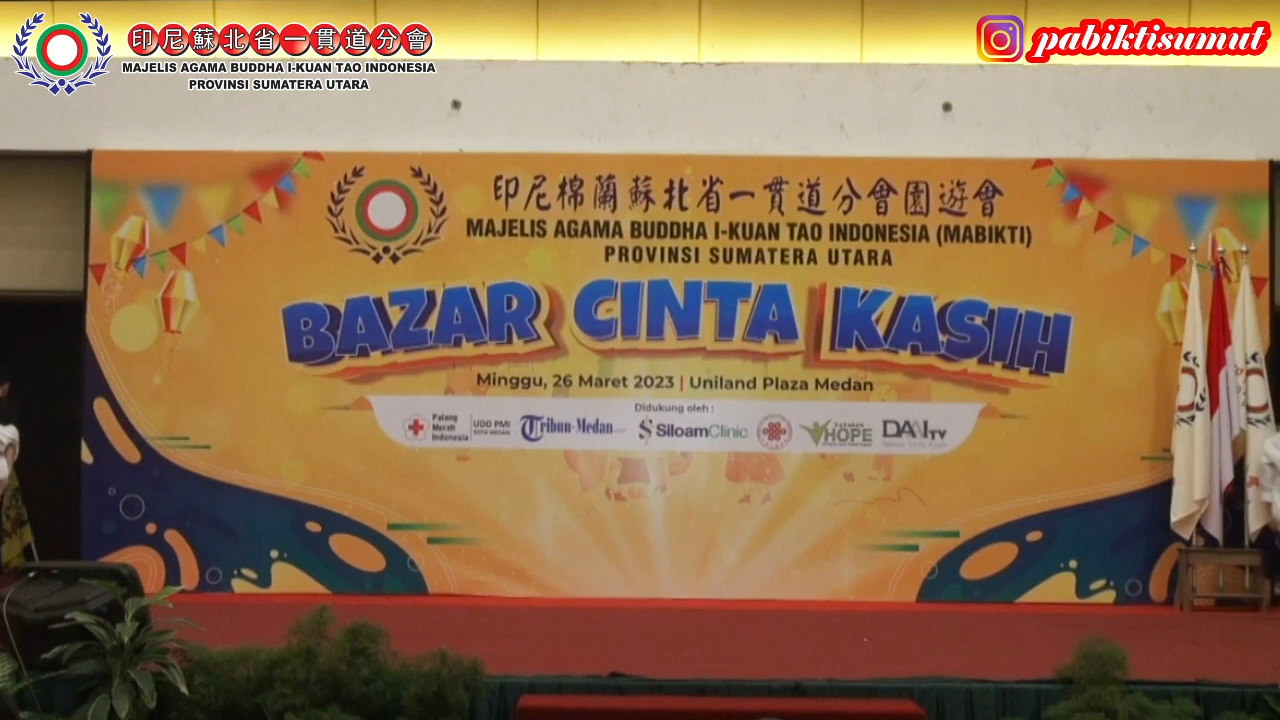 印尼蘇北省一貫道分會
MAJELIS AGAMA BUDDHA I-KUAN TAO INDONESIA
PROVINSI SUMATERA UTARA
pabiktisumut
印尼棉蘭蘇北省一貫道分會園遊會
MAJELIS AGAMA BUDDHA I-KUAN TAO INDONESIA (MABIKTI)
PROVINSI SUMATERA UTARA
BAZAR CINTA KASIH
Minggu, 26 Maret 2023 | Uniland Plaza Medan
Didukung oleh :
Palang Merah Indonesia
UDD PMI
KOTA MEDAN
Tribun-Medan.com
SiloamClinic
YAYASAN
HOPE
DAAI TV